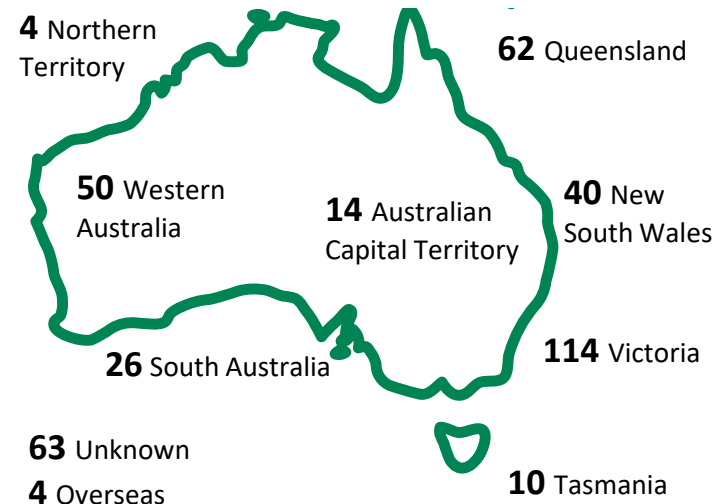 4 Northern
Territory
62 Queensland
50 Western
Australia
14 Australian
Capital Territory
40 New
South Wales
26 South Australia
114 Victoria
63 Unknown
4 Overseas
10 Tasmania